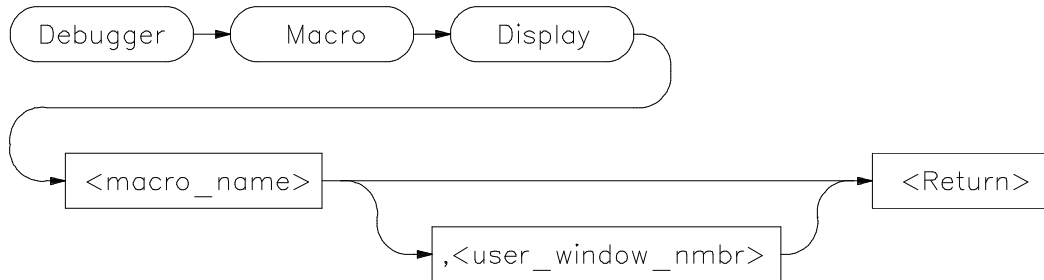 Debugger Macro Display
<macro_name> <Return>
,<user_window_nmbr>